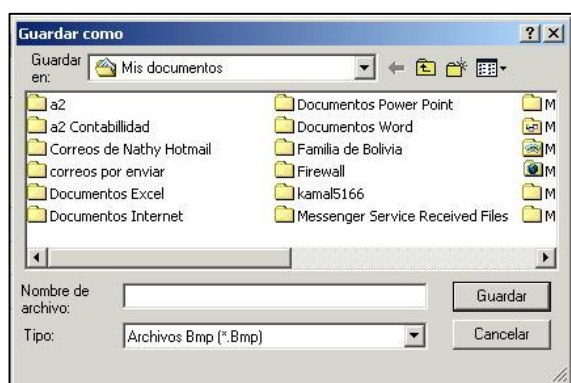 Guardar como
Guardar en:
Mis documentos
a2
a2 Contabillidad
Correos de Nathy Hotmail
correos por enviar
Documentos Excel
Documentos Internet
Documentos Power Point
Documentos Word
Familia de Bolivia
Firewall
kamal5166
Messenger Service Received Files
M
M
M
M
M
M
Nombre de archivo:
Guardar
Tipo:
Archivos Bmp (*.Bmp)
Cancelar